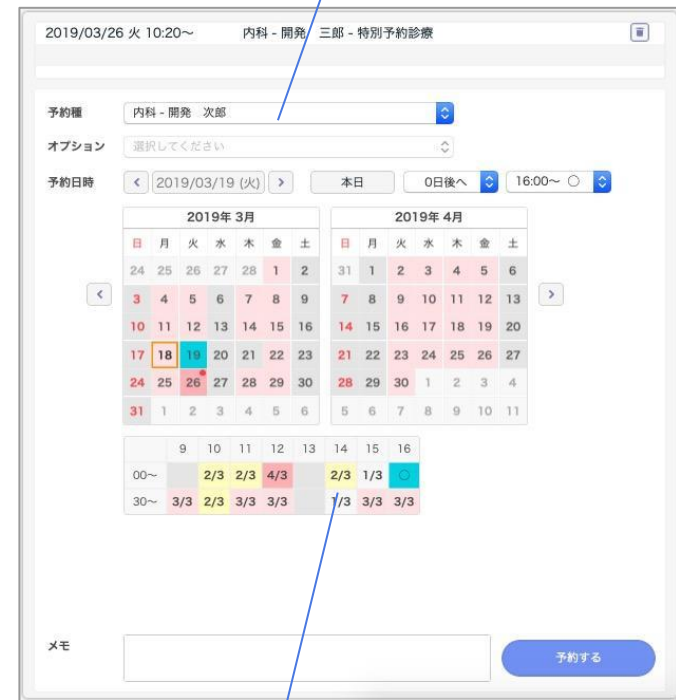 2019/03/26 火 10:20～ 内科 - 開発 三郎 - 特別予約診療
予約種 内科 - 開発 次郎
オプション 選択してください
予約日時 < 2019/03/19 (火) > 本日 0日後へ 16:00～ ○
2019年 3月
日 月 火 水 木 金 土
24 25 26 27 28 1 2
3 4 5 6 7 8 9
10 11 12 13 14 15 16
17 18 19 20 21 22 23
24 25 26 27 28 29 30
31 1 2 3 4 5 6
2019年 4月
日 月 火 水 木 金 土
31 1 2 3 4 5 6
7 8 9 10 11 12 13
14 15 16 17 18 19 20
21 22 23 24 25 26 27
28 29 30 1 2 3 4
5 6 7 8 9 10 11
9 10 11 12 13 14 15 16
00～ 2/3 2/3 4/3 2/3 1/3 ○
30～ 3/3 2/3 3/3 3/3 1/3 3/3 3/3
メモ
予約する